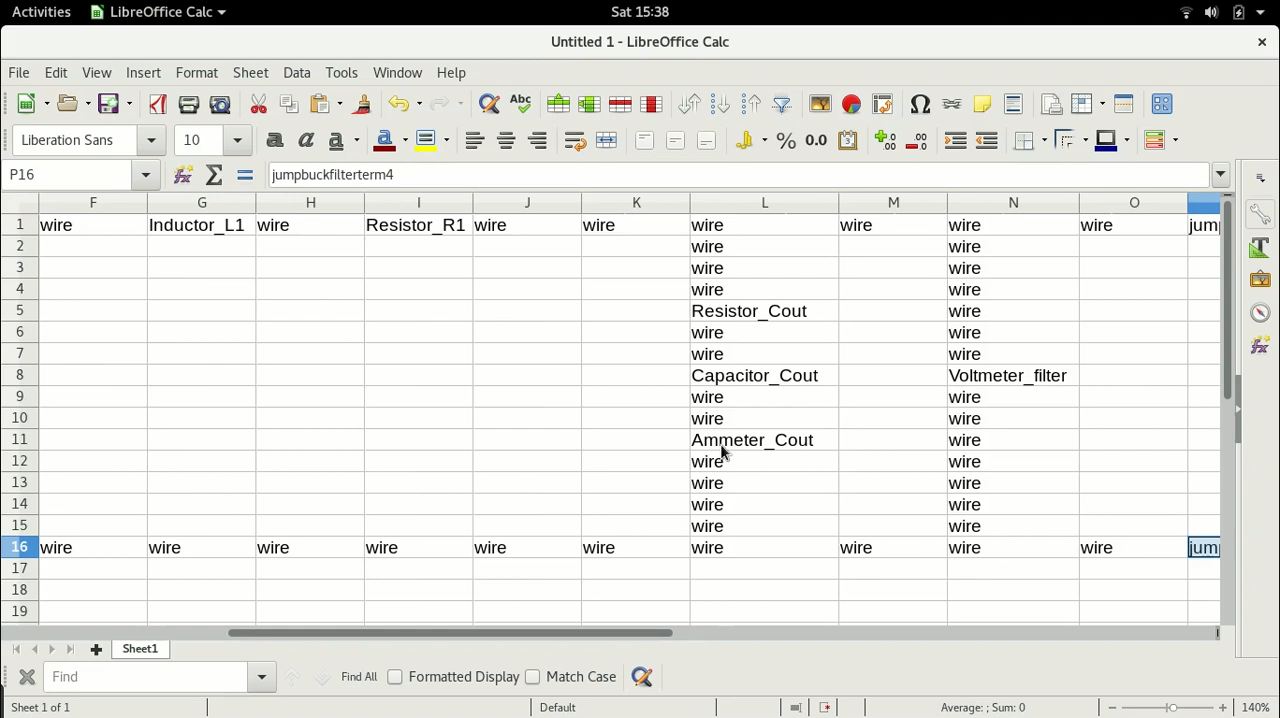 Activities LibreOffice Calc Sat 15:38
Untitled 1 - LibreOffice Calc
File Edit View Insert Format Sheet Data Tools Window Help
Liberation Sans 10
P16 jumpbuckfilterterm4
F G H I J K L M N O
1 wire Inductor_L1 wire Resistor_R1 wire wire wire wire wire wire jump
2 wire wire
3 wire wire
4 wire wire
5 Resistor_Cout wire
6 wire wire
7 wire wire
8 Capacitor_Cout Voltmeter_filter
9 wire wire
10 wire wire
11 Ammeter_Cout wire
12 wire wire
13 wire wire
14 wire wire
15 wire wire
16 wire wire wire wire wire wire wire wire wire wire jump
17
18
19
Sheet1
Find Find All Formatted Display Match Case
Sheet 1 of 1 Default Average: ; Sum: 0 140%